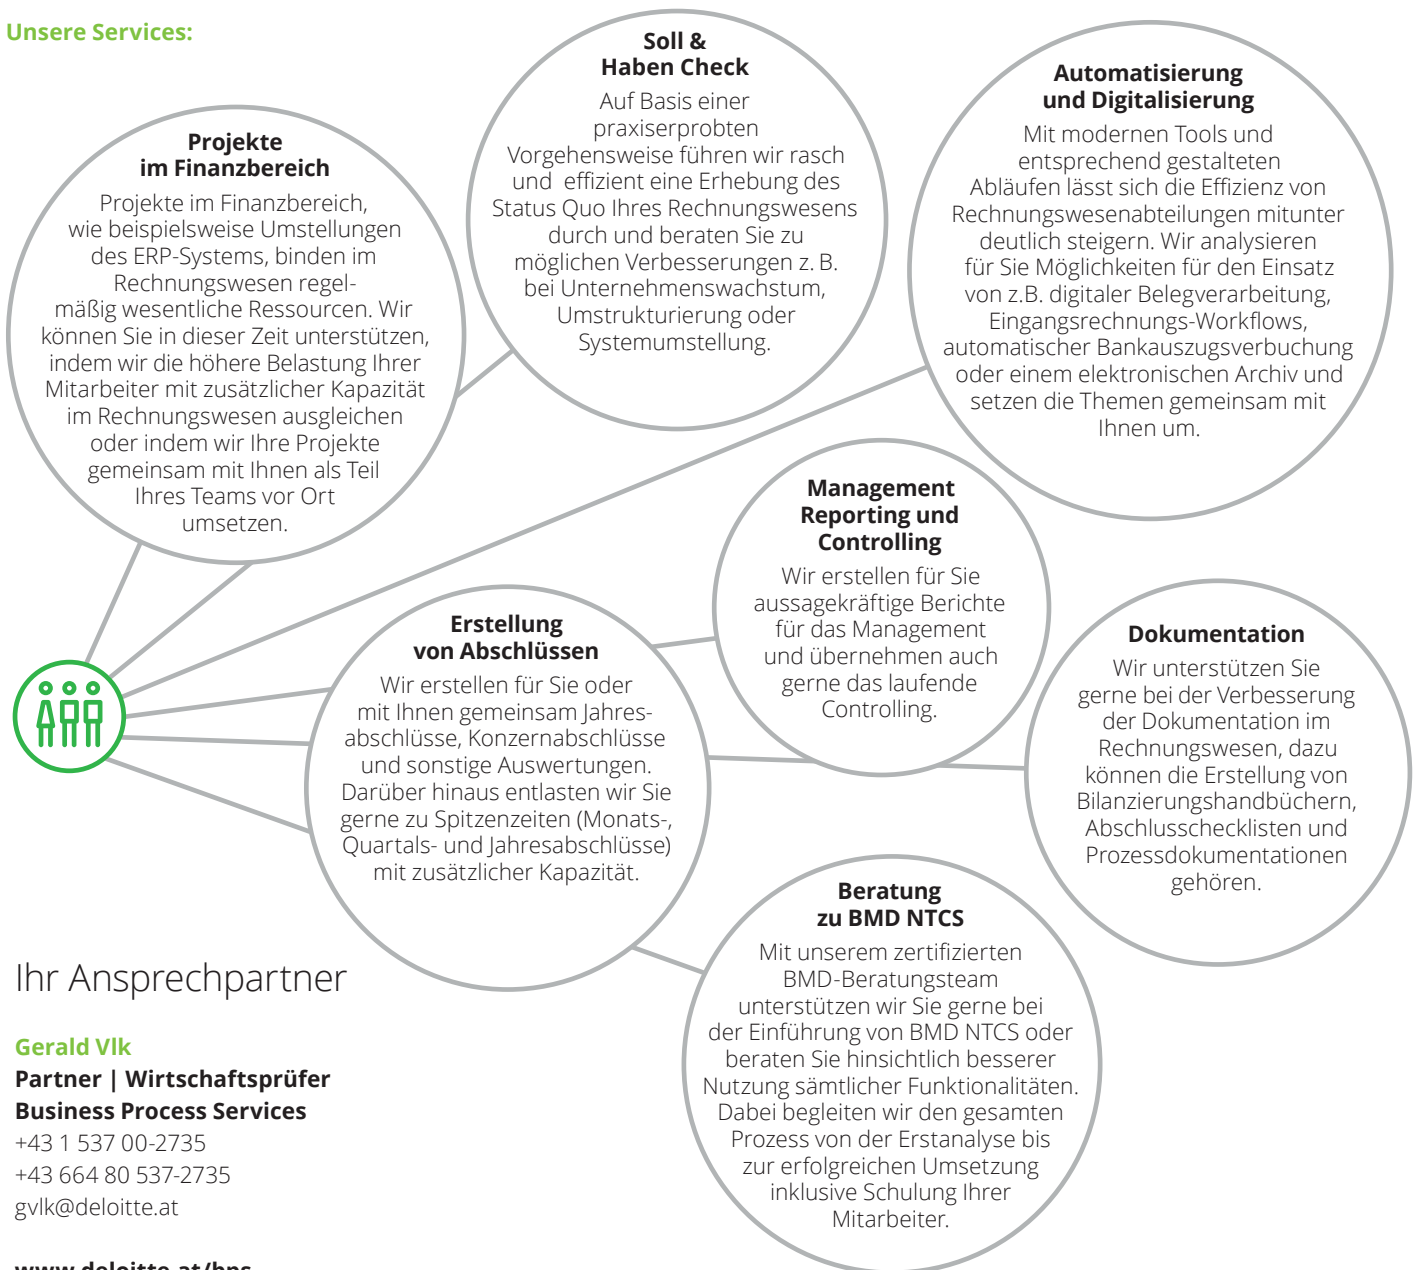 Unsere Services:
Projekte
im Finanzbereich
Projekte im Finanzbereich,
wie beispielsweise Umstellungen
des ERP-Systems, binden im
Rechnungswesen regel-
mäßig wesentliche Ressourcen. Wir
können Sie in dieser Zeit unterstützen,
indem wir die höhere Belastung Ihrer
Mitarbeiter mit zusätzlicher Kapazität
im Rechnungswesen ausgleichen
oder indem wir Ihre Projekte
gemeinsam mit Ihnen als Teil
Ihres Teams vor Ort
umsetzen.
Soll &
Haben Check
Auf Basis einer
praxiserprobten
Vorgehensweise führen wir rasch
und effizient eine Erhebung des
Status Quo Ihres Rechnungswesens
durch und beraten Sie zu
möglichen Verbesserungen z. B.
bei Unternehmenswachstum,
Umstrukturierung oder
Systemumstellung.
Automatisierung
und Digitalisierung
Mit modernen Tools und
entsprechend gestalteten
Abläufen lässt sich die Effizienz von
Rechnungswesenabteilungen mitunter
deutlich steigern. Wir analysieren
für Sie Möglichkeiten für den Einsatz
von z.B. digitaler Belegverarbeitung,
Eingangsrechnungs-Workflows,
automatischer Bankauszugsverbuchung
oder einem elektronischen Archiv und
setzen die Themen gemeinsam mit
Ihnen um.
Management
Reporting und
Controlling
Wir erstellen für Sie
aussagekräftige Berichte
für das Management
und übernehmen auch
gerne das laufende
Controlling.
Erstellung
von Abschlüssen
Wir erstellen für Sie oder
mit Ihnen gemeinsam Jahres-
abschlüsse, Konzernabschlüsse
und sonstige Auswertungen.
Darüber hinaus entlasten wir Sie
gerne zu Spitzenzeiten (Monats-,
Quartals- und Jahresabschlüsse)
mit zusätzlicher Kapazität.
Dokumentation
Wir unterstützen Sie
gerne bei der Verbesserung
der Dokumentation im
Rechnungswesen, dazu
können die Erstellung von
Bilanzierungshandbüchern,
Abschlusschecklisten und
Prozessdokumentationen
gehören.
Beratung
zu BMD NTCS
Mit unserem zertifizierten
BMD-Beratungsteam
unterstützen wir Sie gerne bei
der Einführung von BMD NTCS oder
beraten Sie hinsichtlich besserer
Nutzung sämtlicher Funktionalitäten.
Dabei begleiten wir den gesamten
Prozess von der Erstanalyse bis
zur erfolgreichen Umsetzung
inklusive Schulung Ihrer
Mitarbeiter.
Ihr Ansprechpartner
Gerald Vlk
Partner | Wirtschaftsprüfer
Business Process Services
+43 1 537 00-2735
+43 664 80 537-2735
gvlk@deloitte.at
www.deloitte.at/bps